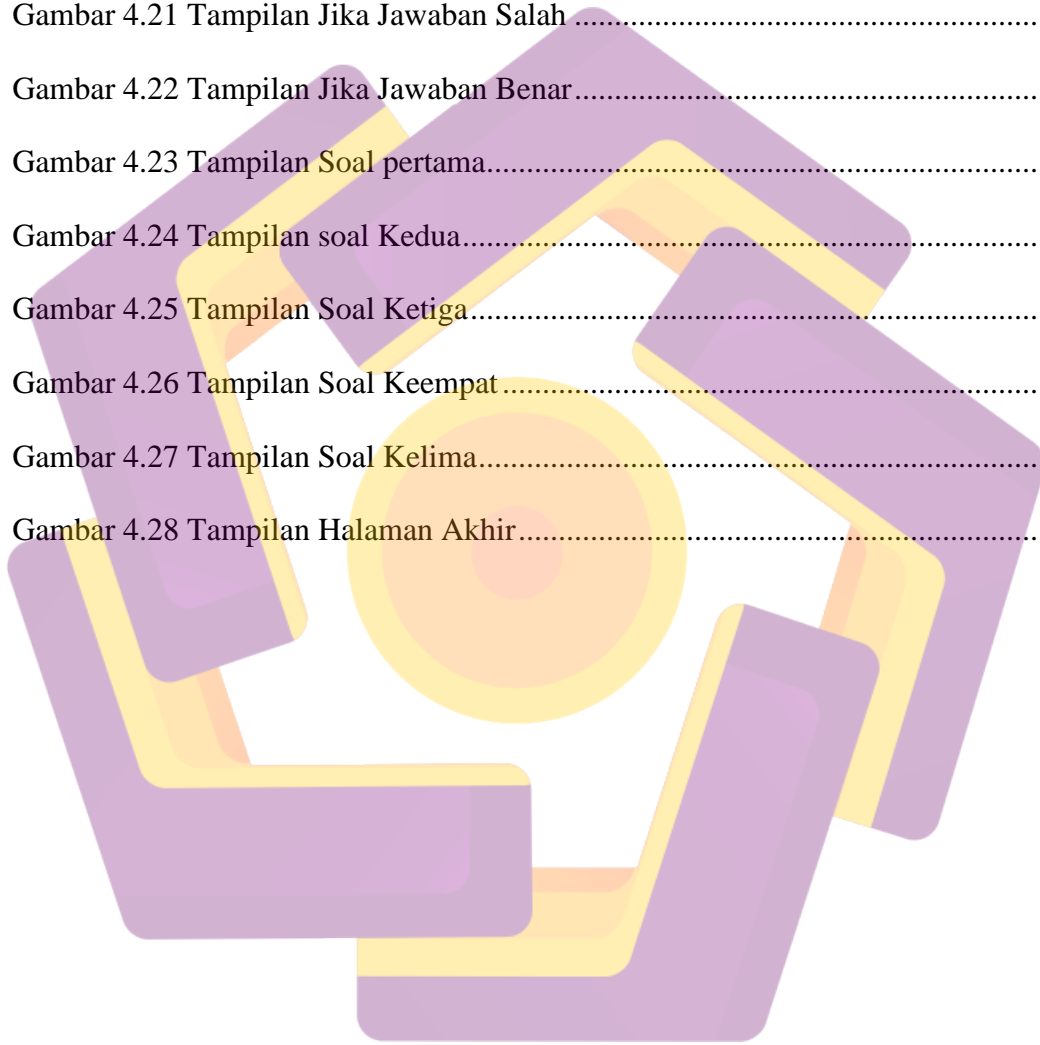 Gambar 4.21 Tampilan Jika Jawaban Salah ........................................................
Gambar 4.22 Tampilan Jika Jawaban Benar........................................................
Gambar 4.23 Tampilan Soal pertama...................................................................
Gambar 4.24 Tampilan soal Kedua......................................................................
Gambar 4.25 Tampilan Soal Ketiga.....................................................................
Gambar 4.26 Tampilan Soal Keempat .................................................................
Gambar 4.27 Tampilan Soal Kelima....................................................................
Gambar 4.28 Tampilan Halaman Akhir...............................................................